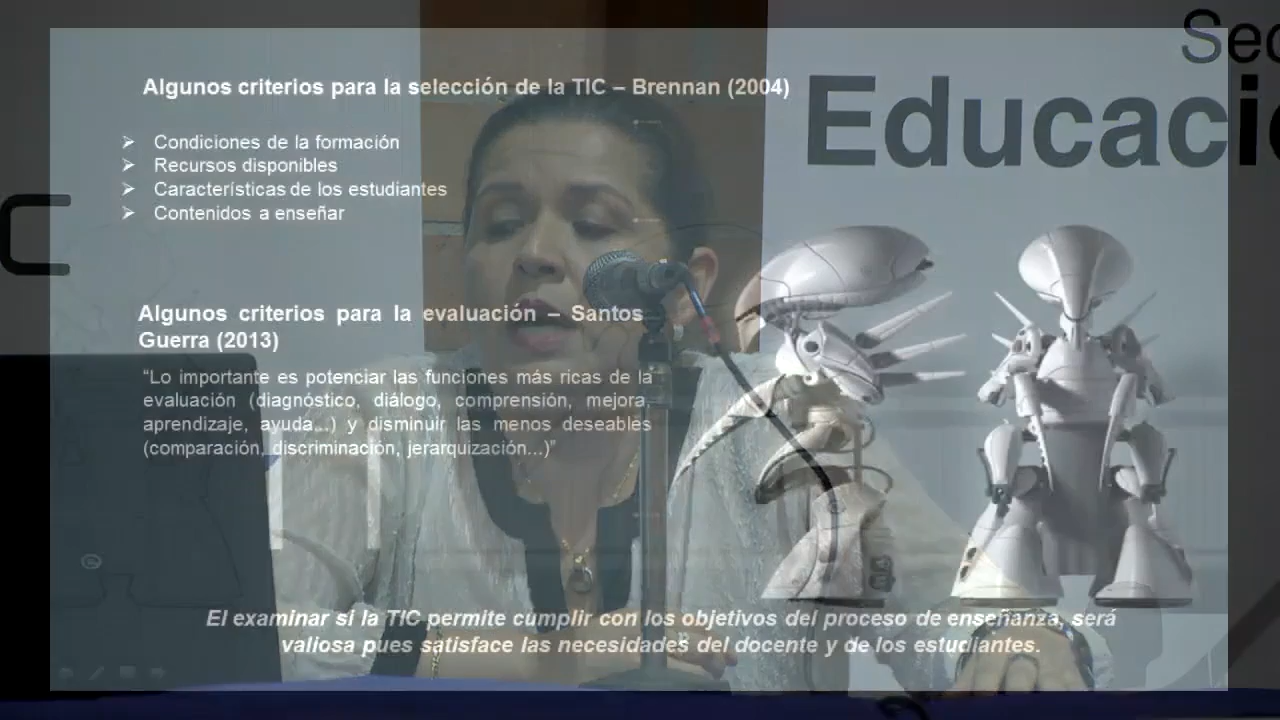 Sec
Educació
Algunos criterios para la selección de la TIC – Brennan (2004)
➢ Condiciones de la formación
➢ Recursos disponibles
➢ Características de los estudiantes
➢ Contenidos a enseñar
Algunos criterios para la evaluación – Santos
Guerra (2013)
“Lo importante es potenciar las funciones más ricas de la
evaluación (diagnóstico, diálogo, comprensión, mejora,
aprendizaje, ayuda...) y disminuir las menos deseables
(comparación, discriminación, jerarquización...)”
El examinar si la TIC permite cumplir con los objetivos del proceso de enseñanza, será
valiosa pues satisface las necesidades del docente y de los estudiantes.